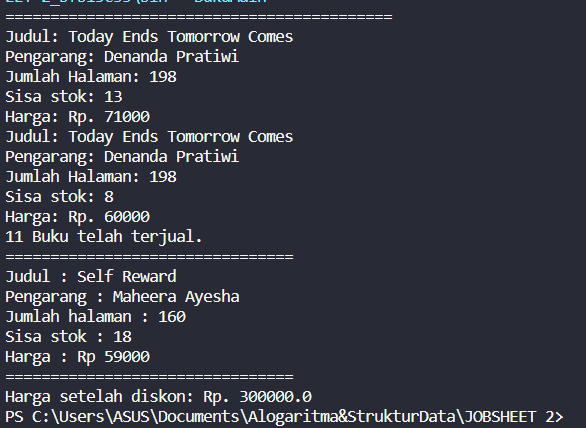 ===========================================
Judul: Today Ends Tomorrow Comes
Pengarang: Denanda Pratiwi
Jumlah Halaman: 198
Sisa stok: 13
Harga: Rp. 71000
Judul: Today Ends Tomorrow Comes
Pengarang: Denanda Pratiwi
Jumlah Halaman: 198
Sisa stok: 8
Harga: Rp. 60000
11 Buku telah terjual.
================================
Judul : Self Reward
Pengarang : Maheera Ayesha
Jumlah halaman : 160
Sisa stok : 18
Harga : Rp 59000
================================
Harga setelah diskon: Rp. 300000.0
PS C:\Users\ASUS\Documents\Alogaritma&StrukturData\JOBSHEET 2>